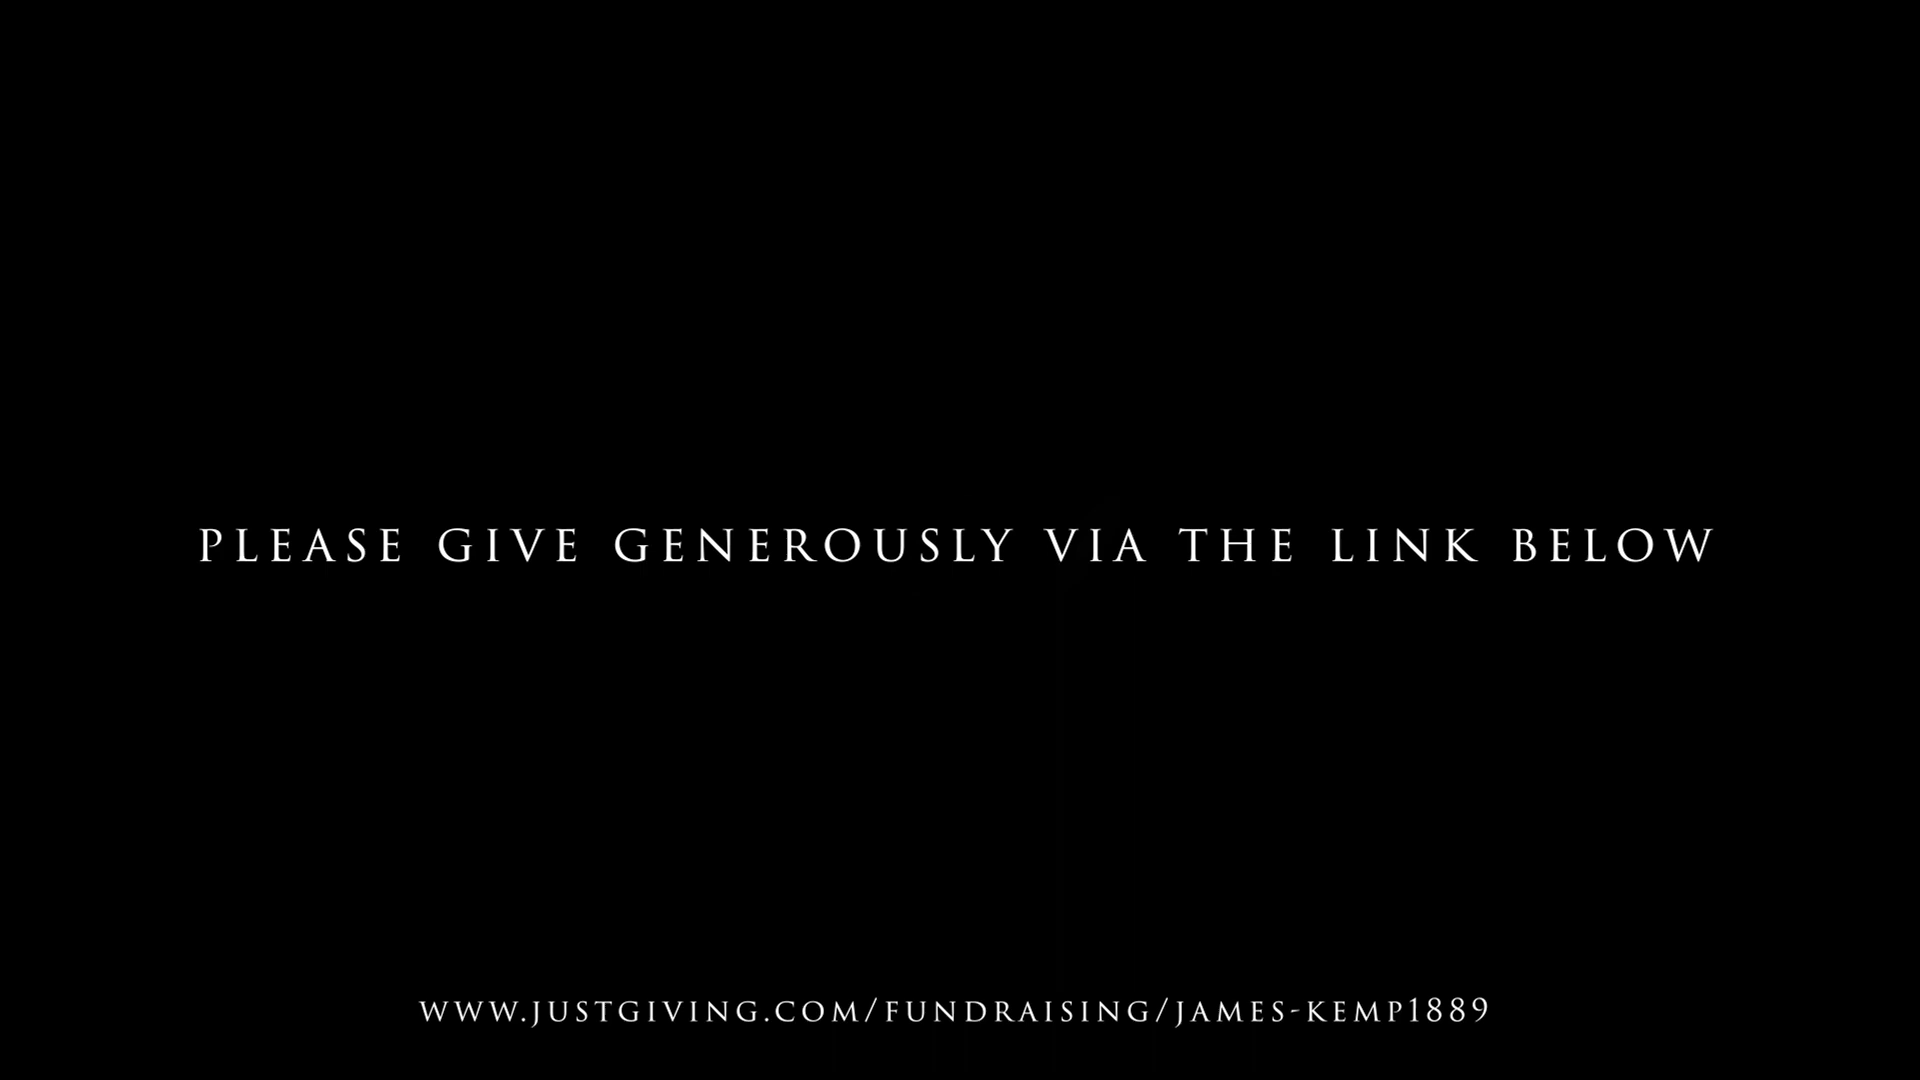 PLEASE GIVE GENEROUSLY VIA THE LINK BELOW
WWW.JUSTGIVING.COM/FUNDRAISING/JAMES-KEMP1889